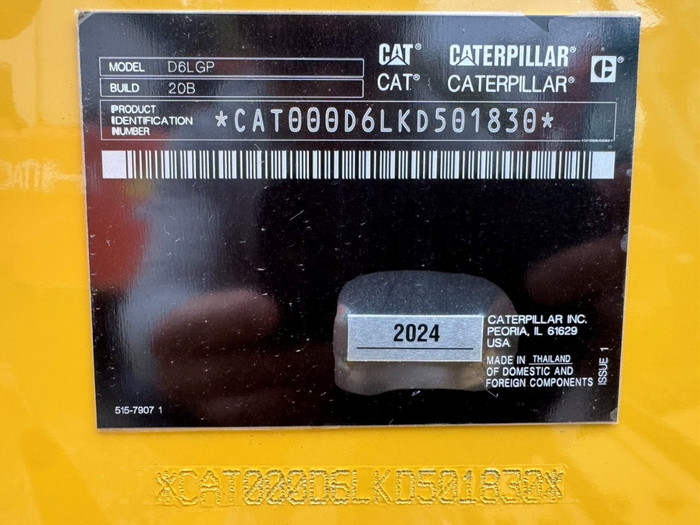 MODEL D6LGP
BUILD 20B
CAT® CATERPILLAR®
CAT® CATERPILLAR®
PRODUCT
IDENTIFICATION
NUMBER
*CAT000D6LKD501830*
2024
CATERPILLAR INC.
PEORIA, IL 61629
USA
MADE IN THAILAND
OF DOMESTIC AND
FOREIGN COMPONENTS
ISSUE 1
515-7907 1
*CAT000D6LKD501830*